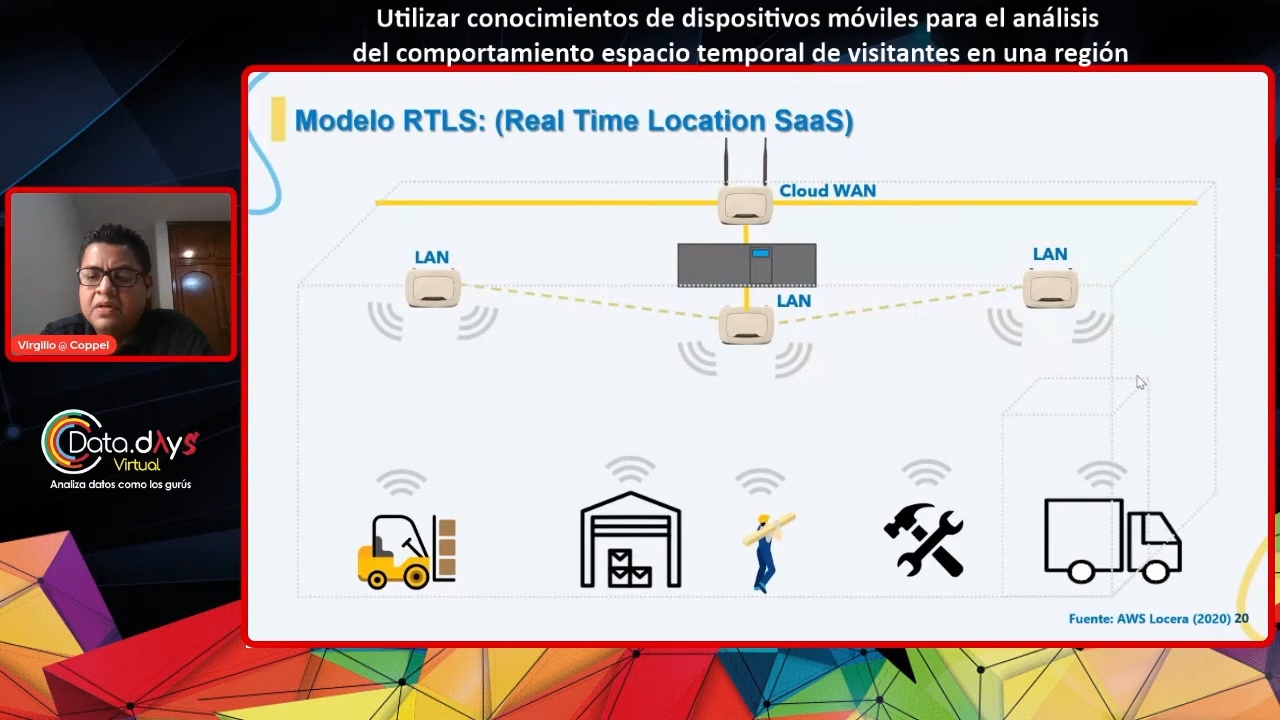 Utilizar conocimientos de dispositivos móviles para el análisis
del comportamiento espacio temporal de visitantes en una región
Modelo RTLS: (Real Time Location SaaS)
Cloud WAN
LAN
LAN
LAN
Virgilio @ Coppel
Data.dAys
Virtual
Analiza datos como los gurús
Fuente: AWS Locera (2020) 20